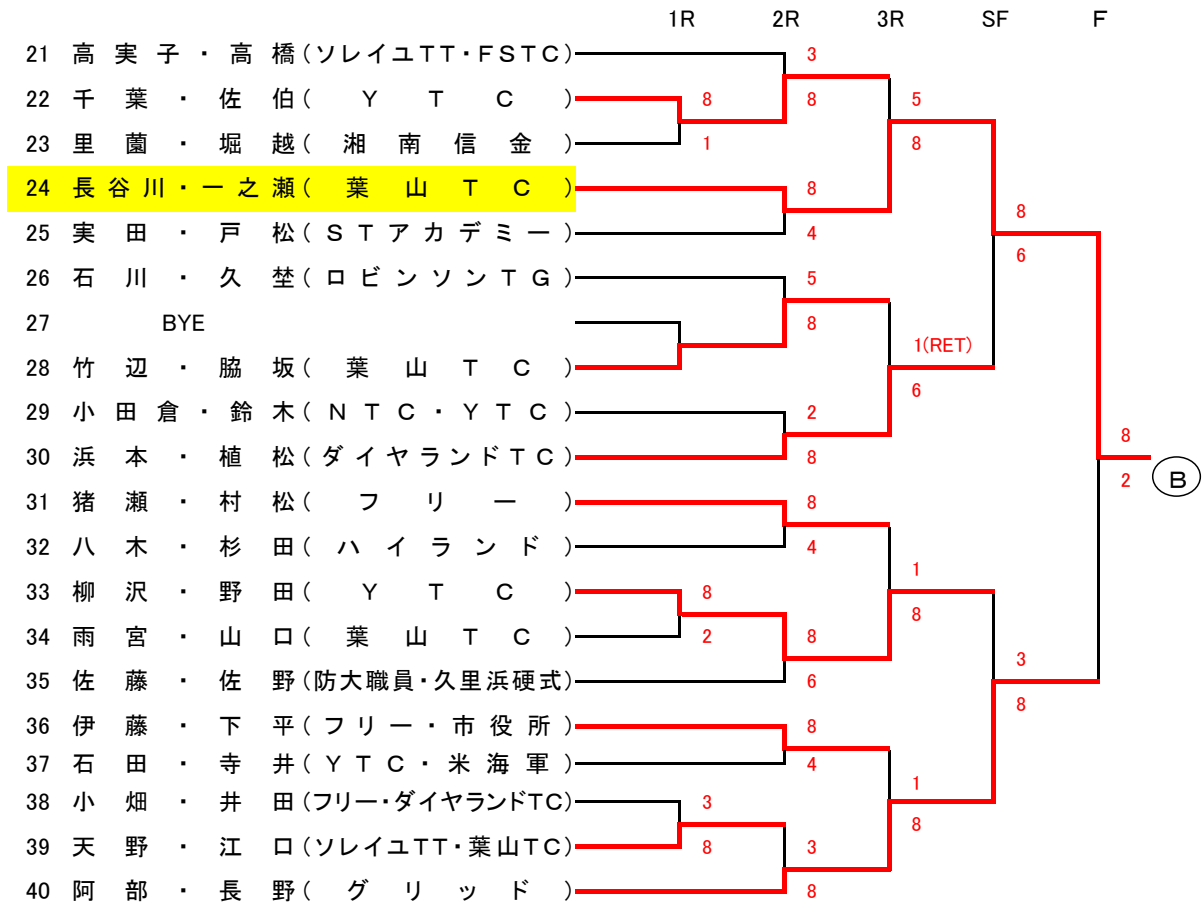 1R 2R 3R SF F
21 高実子・高橋(ソレイユTT・FSTC) 3
22 千葉・佐伯(YTC) 8 8 5
23 里薗・堀越(湘南信金) 1 8
24 長谷川・一之瀬(葉山TC) 8 8
25 実田・戸松(STアカデミー) 4 6
26 石川・久埜(ロビンソンTG) 5
27 BYE 8 1(RET)
28 竹辺・脇坂(葉山TC) 6
29 小田倉・鈴木(NTC・YTC) 2 8
30 浜本・植松(ダイヤランドTC) 8 2 B
31 猪瀬・村松(フリー) 8
32 八木・杉田(ハイランド) 4 1
33 柳沢・野田(YTC) 8 8
34 雨宮・山口(葉山TC) 2 8 3
35 佐藤・佐野(防大職員・久里浜硬式) 6 8
36 伊藤・下平(フリー・市役所) 8
37 石田・寺井(YTC・米海軍) 4 1
38 小畑・井田(フリー・ダイヤランドTC) 3 8
39 天野・江口(ソレイユTT・葉山TC) 8 3
40 阿部・長野(グリッド) 8